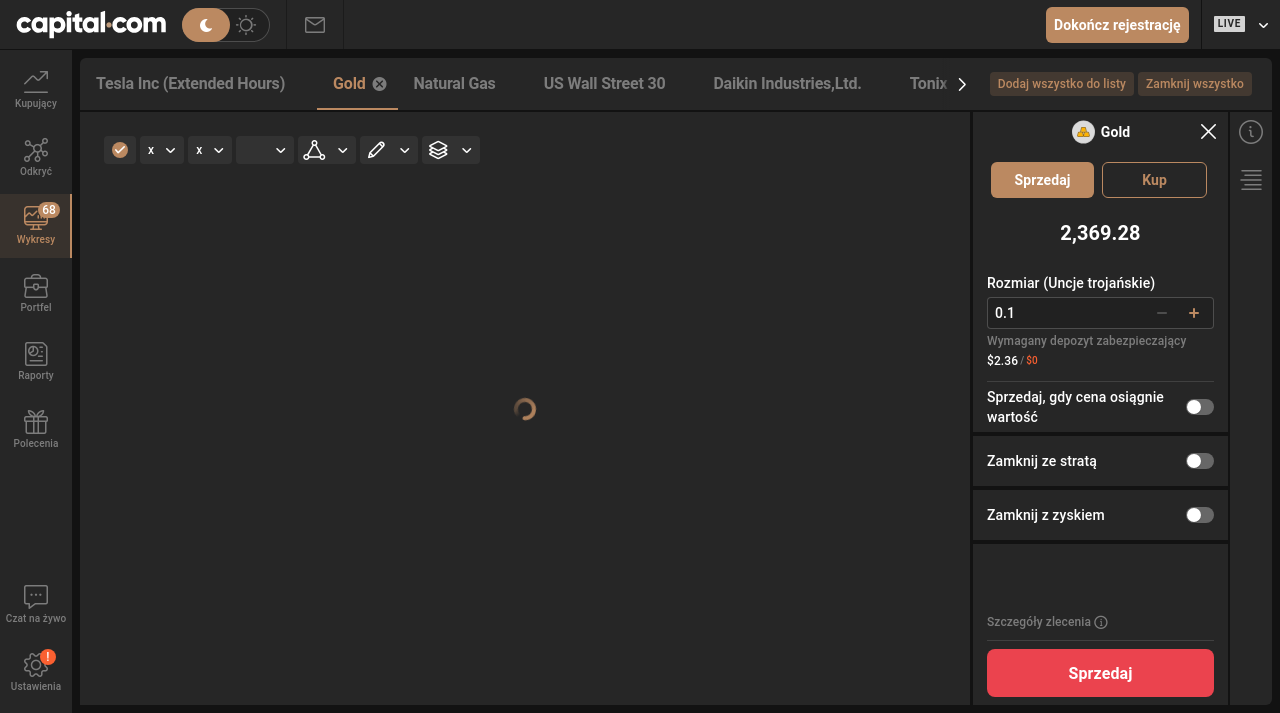 capital.com
Dokończ rejestrację
LIVE
Kupujący
Odkryć
68
Wykresy
Portfel
Raporty
Polecenia
Czat na żywo
!
Ustawienia
Tesla Inc (Extended Hours)
Gold
Natural Gas
US Wall Street 30
Daikin Industries,Ltd.
Tonix
Dodaj wszystko do listy
Zamknij wszystko
x
x
Gold
Sprzedaj
Kup
2,369.28
Rozmiar (Uncje trojańskie)
0.1
Wymagany depozyt zabezpieczający
$2.36 / $0
Sprzedaj, gdy cena osiągnie
wartość
Zamknij ze stratą
Zamknij z zyskiem
Szczegóły zlecenia
Sprzedaj